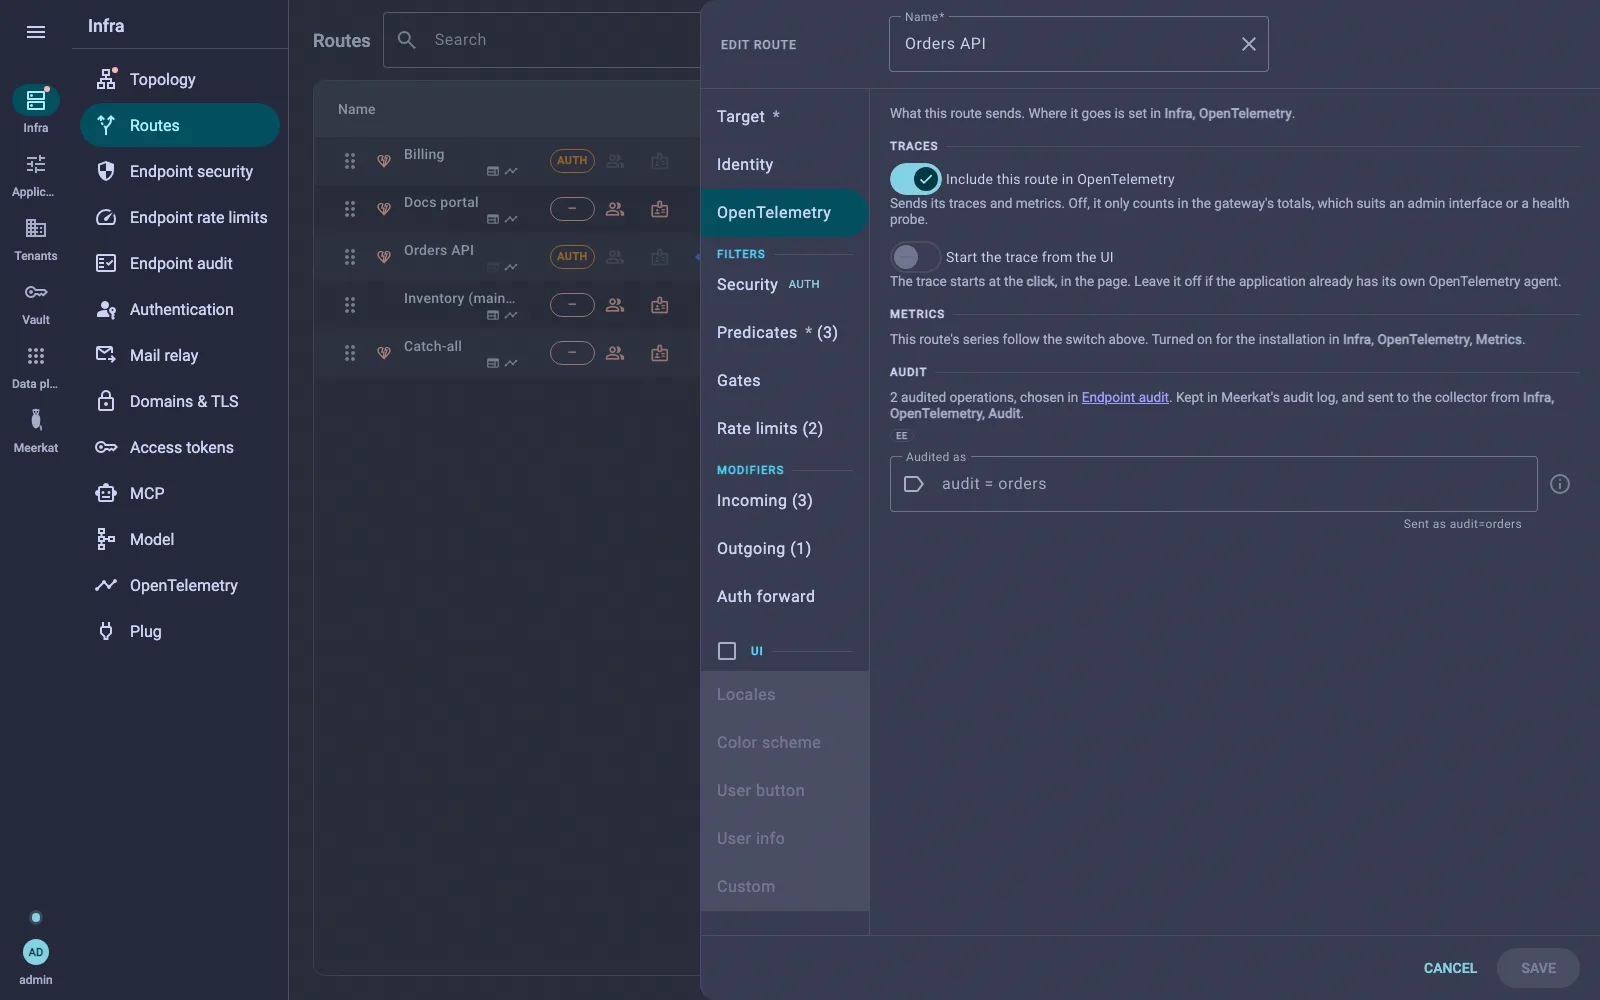 Infra
Infra
Applic...
Tenants
Vault
Data pl...
Meerkat
AD
admin
Topology
Routes
Endpoint security
Endpoint rate limits
Endpoint audit
Authentication
Mail relay
Domains & TLS
Access tokens
MCP
Model
OpenTelemetry
Plug
Routes
Search
Name
Billing
AUTH
Docs portal
–
Orders API
AUTH
Inventory (main...
–
Catch-all
–
EDIT ROUTE
Name*
Orders API
Target *
Identity
OpenTelemetry
FILTERS
Security AUTH
Predicates * (3)
Gates
Rate limits (2)
MODIFIERS
Incoming (3)
Outgoing (1)
Auth forward
UI
Locales
Color scheme
User button
User info
Custom
What this route sends. Where it goes is set in Infra, OpenTelemetry.
TRACES
Include this route in OpenTelemetry
Sends its traces and metrics. Off, it only counts in the gateway's totals, which suits an admin interface or a health
probe.
Start the trace from the UI
The trace starts at the click, in the page. Leave it off if the application already has its own OpenTelemetry agent.
METRICS
This route's series follow the switch above. Turned on for the installation in Infra, OpenTelemetry, Metrics.
AUDIT
2 audited operations, chosen in Endpoint audit. Kept in Meerkat's audit log, and sent to the collector from Infra,
OpenTelemetry, Audit.
EE
Audited as
audit = orders
Sent as audit=orders
CANCEL
SAVE